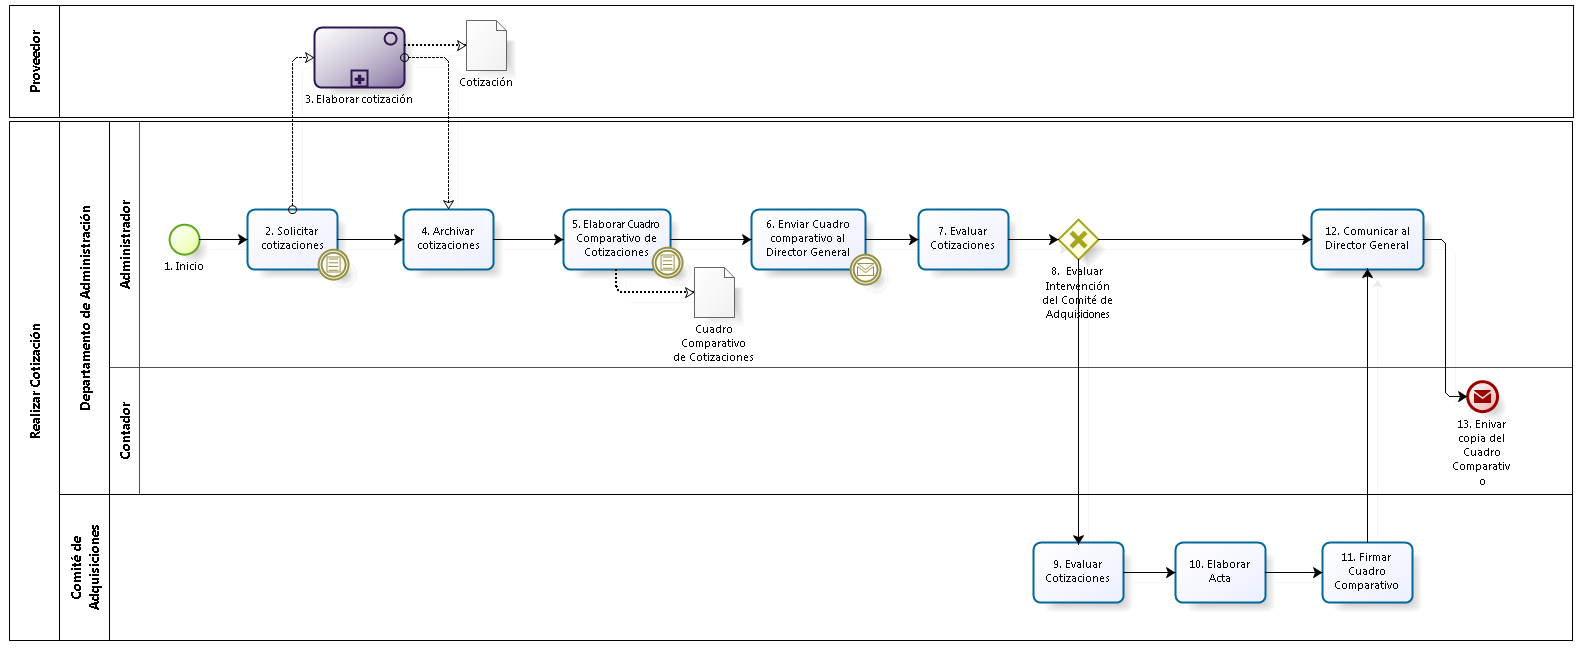 Proveedor
3. Elaborar cotización
Cotización
Realizar Cotización
Departamento de Administración
Administrador
1. Inicio
2. Solicitar
cotizaciones
4. Archivar
cotizaciones
5. Elaborar Cuadro
Comparativo de
Cotizaciones
Cuadro
Comparativo
de Cotizaciones
6. Enviar Cuadro
comparativo al
Director General
7. Evaluar
Cotizaciones
8. Evaluar
Intervención
del Comité de
Adquisiciones
12. Comunicar al
Director General
Contador
13. Enivar
copia del
Cuadro
Comparativ
o
Comité de
Adquisiciones
9. Evaluar
Cotizaciones
10. Elaborar
Acta
11. Firmar
Cuadro
Comparativo